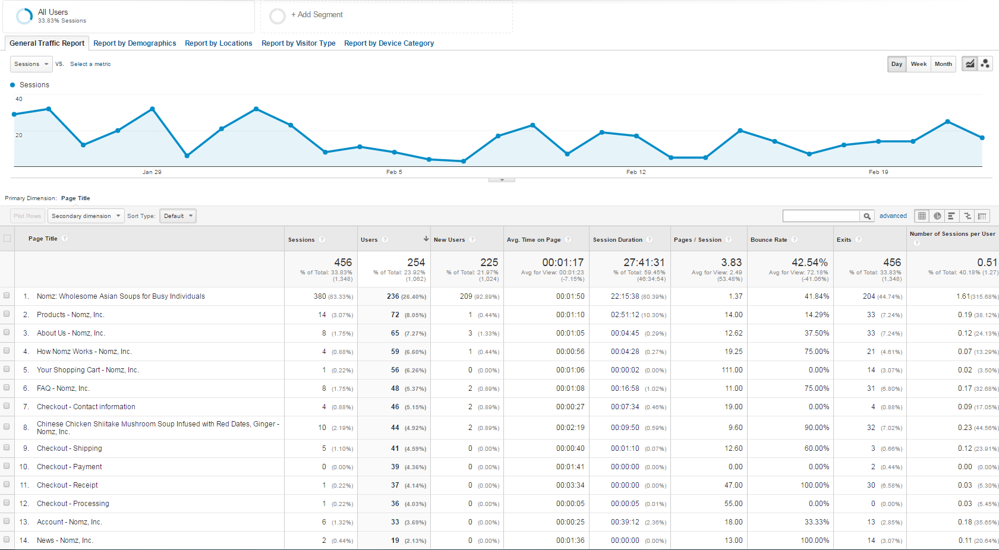 All Users
33.83% Sessions
+ Add Segment
General Traffic Report Report by Demographics Report by Locations Report by Visitor Type Report by Device Category
Sessions VS. Select a metric Day Week Month
Sessions
40
20
Jan 29 Feb 5 Feb 12 Feb 19
Primary Dimension: Page Title
Plot Rows Secondary dimension Sort Type: Default advanced
Page Title ? Sessions ? Users ? New Users ? Avg. Time on Page ? Session Duration ? Pages / Session ? Bounce Rate ? Exits ? Number of Sessions per User ?
456 254 225 00:01:17 27:41:31 3.83 42.54% 456 0.51
% of Total: 33.83% % of Total: 23.92% % of Total: 21.97% Avg for View: 00:01:23 % of Total: 59.45% Avg for View: 2.49 Avg for View: 72.18% % of Total: 33.83% % of Total: 40.18% (1.27)
(1,348) (1,062) (1,024) (-7.15%) (46:34:54) (53.48%) (-41.06%) (1,348)
1. Nomz: Wholesome Asian Soups for Busy Individuals 380 (83.33%) 236 (26.40%) 209 (92.89%) 00:01:50 22:15:38 (80.39%) 1.37 41.84% 204 (44.74%) 1.61(315.68%)
2. Products - Nomz, Inc. 14 (3.07%) 72 (8.05%) 1 (0.44%) 00:01:10 02:51:12 (10.30%) 14.00 14.29% 33 (7.24%) 0.19 (38.12%)
3. About Us - Nomz, Inc. 8 (1.75%) 65 (7.27%) 3 (1.33%) 00:01:05 00:04:45 (0.29%) 12.62 37.50% 33 (7.24%) 0.12 (24.13%)
4. How Nomz Works - Nomz, Inc. 4 (0.88%) 59 (6.60%) 1 (0.44%) 00:00:56 00:04:28 (0.27%) 19.25 75.00% 21 (4.61%) 0.07 (13.29%)
5. Your Shopping Cart - Nomz, Inc. 1 (0.22%) 56 (6.26%) 0 (0.00%) 00:01:06 00:00:02 (0.00%) 111.00 0.00% 14 (3.07%) 0.02 (3.50%)
6. FAQ - Nomz, Inc. 8 (1.75%) 48 (5.37%) 2 (0.89%) 00:01:08 00:16:58 (1.02%) 11.00 75.00% 31 (6.80%) 0.17 (32.68%)
7. Checkout - Contact information 4 (0.88%) 46 (5.15%) 2 (0.89%) 00:00:27 00:07:34 (0.46%) 19.00 0.00% 4 (0.88%) 0.09 (17.05%)
8. Chinese Chicken Shiitake Mushroom Soup Infused with Red Dates, Ginger - 10 (2.19%) 44 (4.92%) 2 (0.89%) 00:02:19 00:09:50 (0.59%) 9.60 90.00% 32 (7.02%) 0.23 (44.56%)
Nomz, Inc.
9. Checkout - Shipping 5 (1.10%) 41 (4.59%) 0 (0.00%) 00:00:40 00:01:10 (0.07%) 12.60 60.00% 3 (0.66%) 0.12 (23.91%)
10. Checkout - Payment 0 (0.00%) 39 (4.36%) 0 (0.00%) 00:01:41 00:00:00 (0.00%) 0.00 0.00% 2 (0.44%) 0.00 (0.00%)
11. Checkout - Receipt 1 (0.22%) 37 (4.14%) 0 (0.00%) 00:03:34 00:00:00 (0.00%) 47.00 100.00% 30 (6.58%) 0.03 (5.30%)
12. Checkout - Processing 1 (0.22%) 36 (4.03%) 0 (0.00%) 00:00:05 00:00:05 (0.01%) 55.00 0.00% 0 (0.00%) 0.03 (5.45%)
13. Account - Nomz, Inc. 6 (1.32%) 33 (3.69%) 0 (0.00%) 00:00:25 00:39:12 (2.36%) 18.00 33.33% 13 (2.85%) 0.18 (35.65%)
14. News - Nomz, Inc. 2 (0.44%) 19 (2.13%) 0 (0.00%) 00:01:36 00:00:00 (0.00%) 13.00 100.00% 14 (3.07%) 0.11 (20.64%)